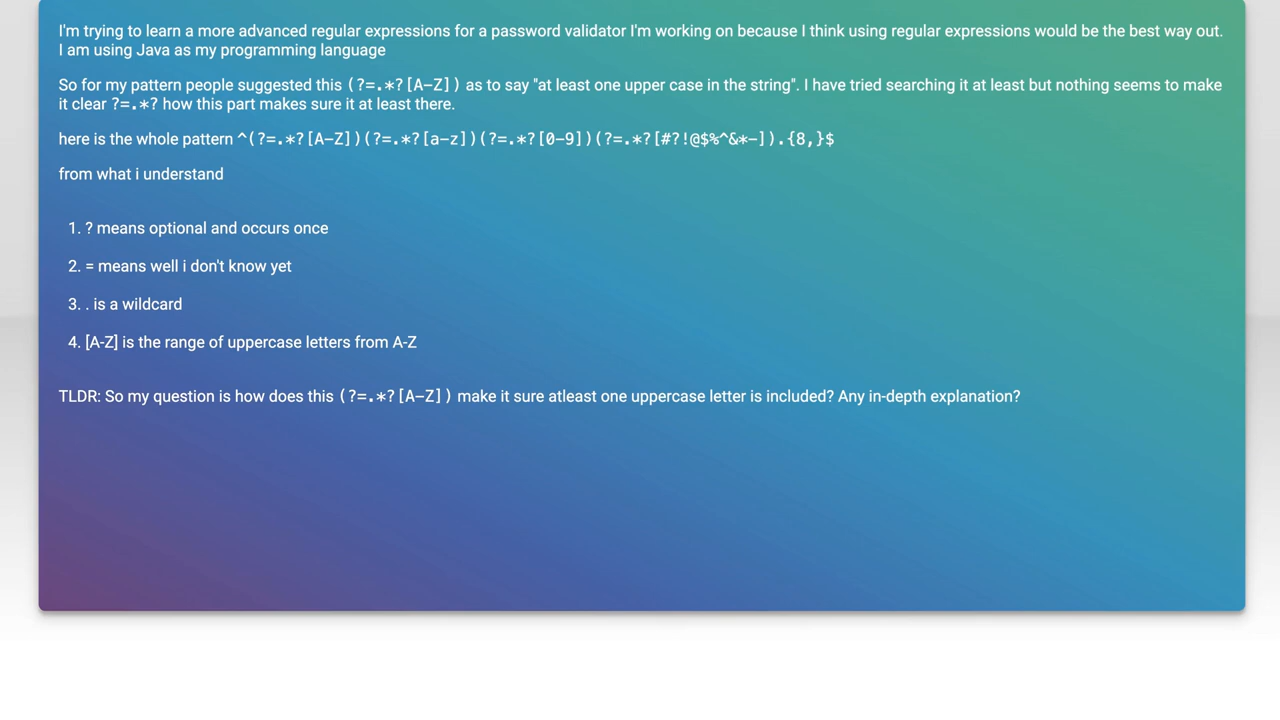 I'm trying to learn a more advanced regular expressions for a password validator I'm working on because I think using regular expressions would be the best way out.
I am using Java as my programming language
So for my pattern people suggested this (?=.*?[A-Z]) as to say "at least one upper case in the string". I have tried searching it at least but nothing seems to make
it clear ?=.*? how this part makes sure it at least there.
here is the whole pattern ^(?=.*?[A-Z])(?=.*?[a-z])(?=.*?[0-9])(?=.*?[#?!@$%^&*-]).{8,}$
from what i understand
1. ? means optional and occurs once
2. = means well i don't know yet
3. . is a wildcard
4. [A-Z] is the range of uppercase letters from A-Z
TLDR: So my question is how does this (?=.*?[A-Z]) make it sure atleast one uppercase letter is included? Any in-depth explanation?